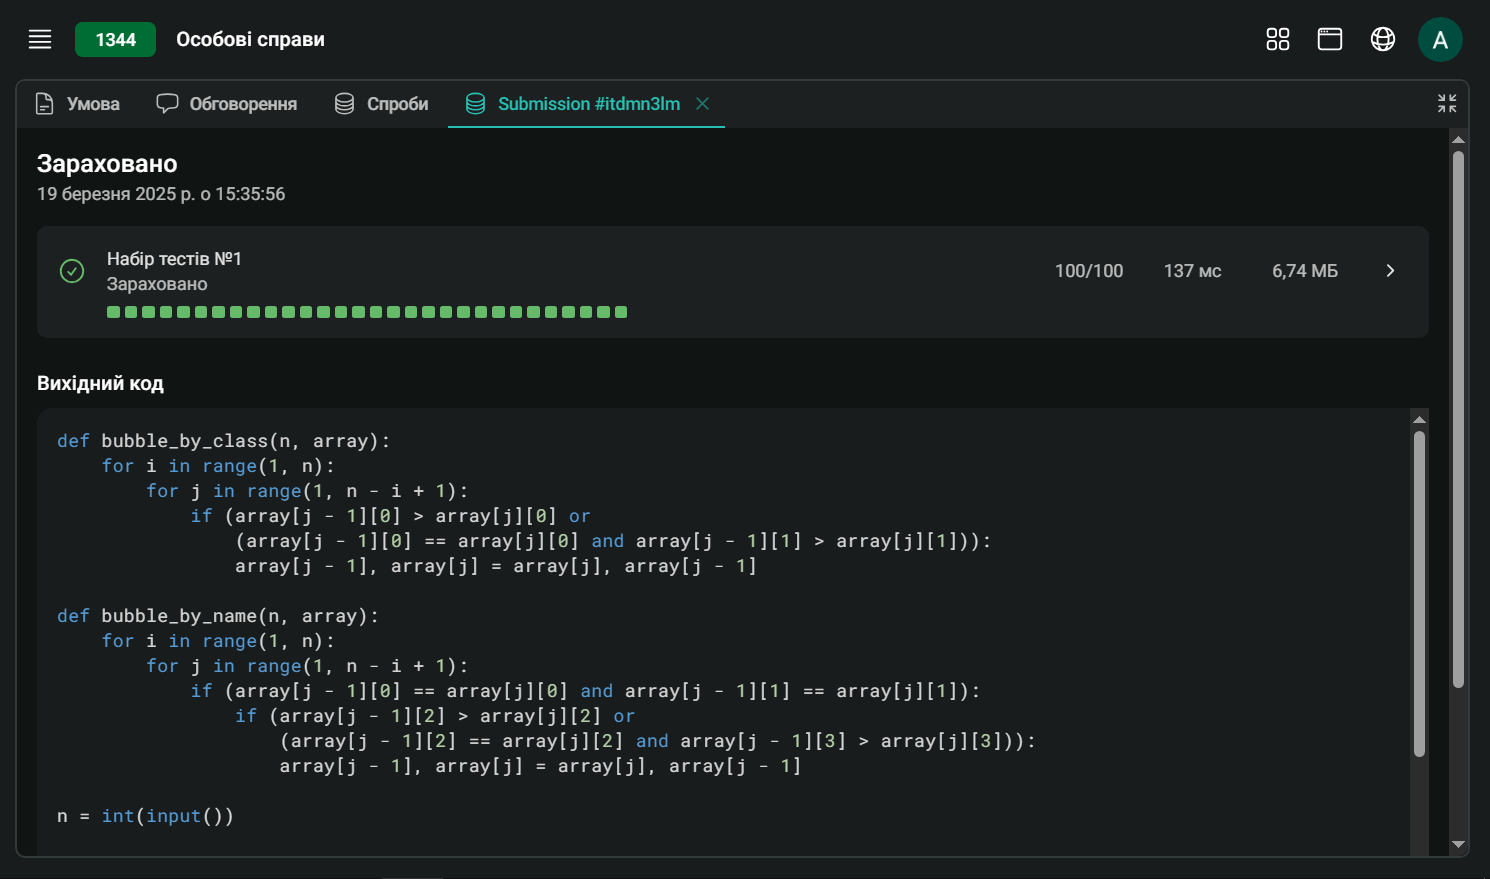 1344 Особові справи A
Умова Обговорення Спроби Submission #itdmn3lm
Зараховано
19 березня 2025 р. о 15:35:56
Набір тестів №1
Зараховано
100/100 137 мс 6,74 МБ
Вихідний код
def bubble_by_class(n, array):
    for i in range(1, n):
        for j in range(1, n - i + 1):
            if (array[j - 1][0] > array[j][0] or
                (array[j - 1][0] == array[j][0] and array[j - 1][1] > array[j][1])):
                array[j - 1], array[j] = array[j], array[j - 1]
def bubble_by_name(n, array):
    for i in range(1, n):
        for j in range(1, n - i + 1):
            if (array[j - 1][0] == array[j][0] and array[j - 1][1] == array[j][1]):
                if (array[j - 1][2] > array[j][2] or
                    (array[j - 1][2] == array[j][2] and array[j - 1][3] > array[j][3])):
                    array[j - 1], array[j] = array[j], array[j - 1]
n = int(input())